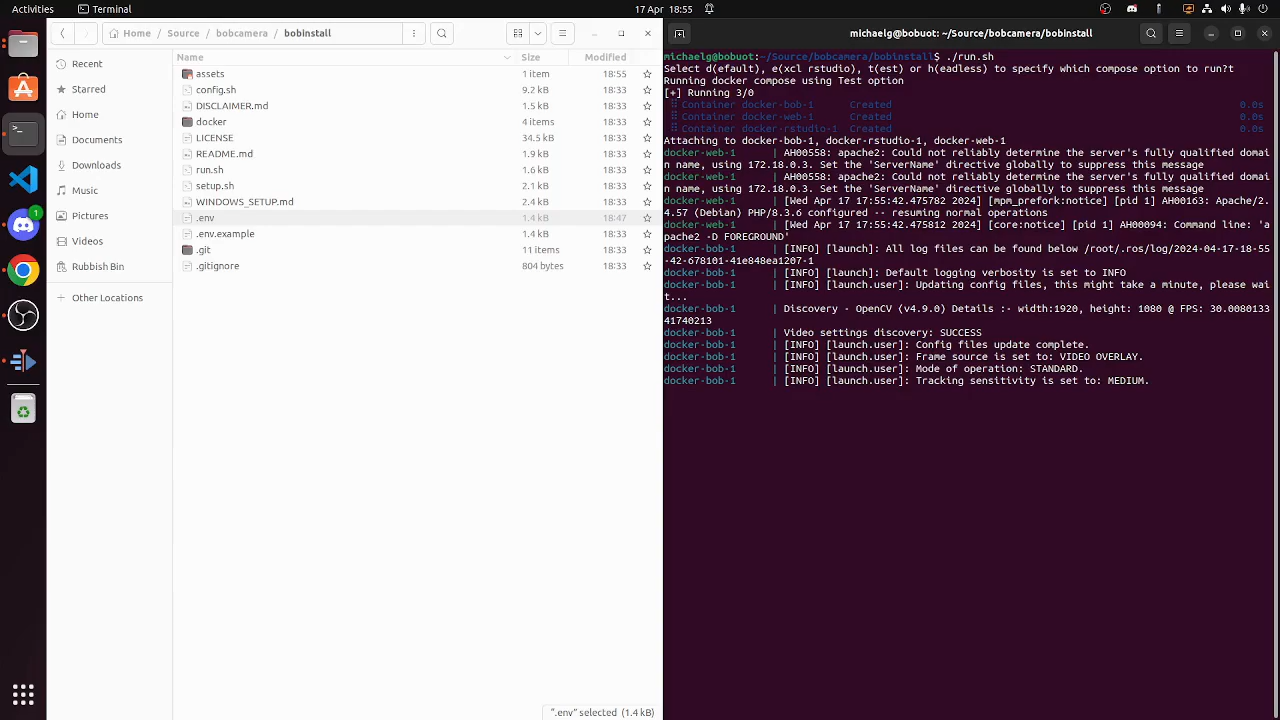 Activities
Terminal
17 Apr 18:55
Home / Source / bobcamera / bobinstall
michaelg@bobuot: ~/Source/bobcamera/bobinstall
Recent
Starred
Home
Documents
Downloads
Music
Pictures
Videos
Rubbish Bin
Other Locations
1
Name Size Modified
assets 1 item 18:55
config.sh 9.2 kB 18:33
DISCLAIMER.md 1.5 kB 18:33
docker 4 items 18:33
LICENSE 34.5 kB 18:33
README.md 1.9 kB 18:33
run.sh 1.6 kB 18:33
setup.sh 2.1 kB 18:33
WINDOWS_SETUP.md 2.4 kB 18:33
.env 1.4 kB 18:47
.env.example 1.4 kB 18:33
.git 11 items 18:33
.gitignore 804 bytes 18:33
".env" selected (1.4 kB)
michaelg@bobuot:~/Source/bobcamera/bobinstall$ ./run.sh
Select d(efault), e(xcl rstudio), t(est) or h(eadless) to specify which compose option to run?t
Running docker compose using Test option
[+] Running 3/0
⠿ Container docker-bob-1 Created 0.0s
⠿ Container docker-web-1 Created 0.0s
⠿ Container docker-rstudio-1 Created 0.0s
Attaching to docker-bob-1, docker-rstudio-1, docker-web-1
docker-web-1 | AH00558: apache2: Could not reliably determine the server's fully qualified domai
n name, using 172.18.0.3. Set the 'ServerName' directive globally to suppress this message
docker-web-1 | AH00558: apache2: Could not reliably determine the server's fully qualified domai
n name, using 172.18.0.3. Set the 'ServerName' directive globally to suppress this message
docker-web-1 | [Wed Apr 17 17:55:42.475782 2024] [mpm_prefork:notice] [pid 1] AH00163: Apache/2.
4.57 (Debian) PHP/8.3.6 configured -- resuming normal operations
docker-web-1 | [Wed Apr 17 17:55:42.475812 2024] [core:notice] [pid 1] AH00094: Command line: 'a
pache2 -D FOREGROUND'
docker-bob-1 | [INFO] [launch]: All log files can be found below /root/.ros/log/2024-04-17-18-55
-42-678101-41e848ea1207-1
docker-bob-1 | [INFO] [launch]: Default logging verbosity is set to INFO
docker-bob-1 | [INFO] [launch.user]: Updating config files, this might take a minute, please wai
t...
docker-bob-1 | Discovery - OpenCV (v4.9.0) Details :- width:1920, height: 1080 @ FPS: 30.0080133
41740213
docker-bob-1 | Video settings discovery: SUCCESS
docker-bob-1 | [INFO] [launch.user]: Config files update complete.
docker-bob-1 | [INFO] [launch.user]: Frame source is set to: VIDEO OVERLAY.
docker-bob-1 | [INFO] [launch.user]: Mode of operation: STANDARD.
docker-bob-1 | [INFO] [launch.user]: Tracking sensitivity is set to: MEDIUM.